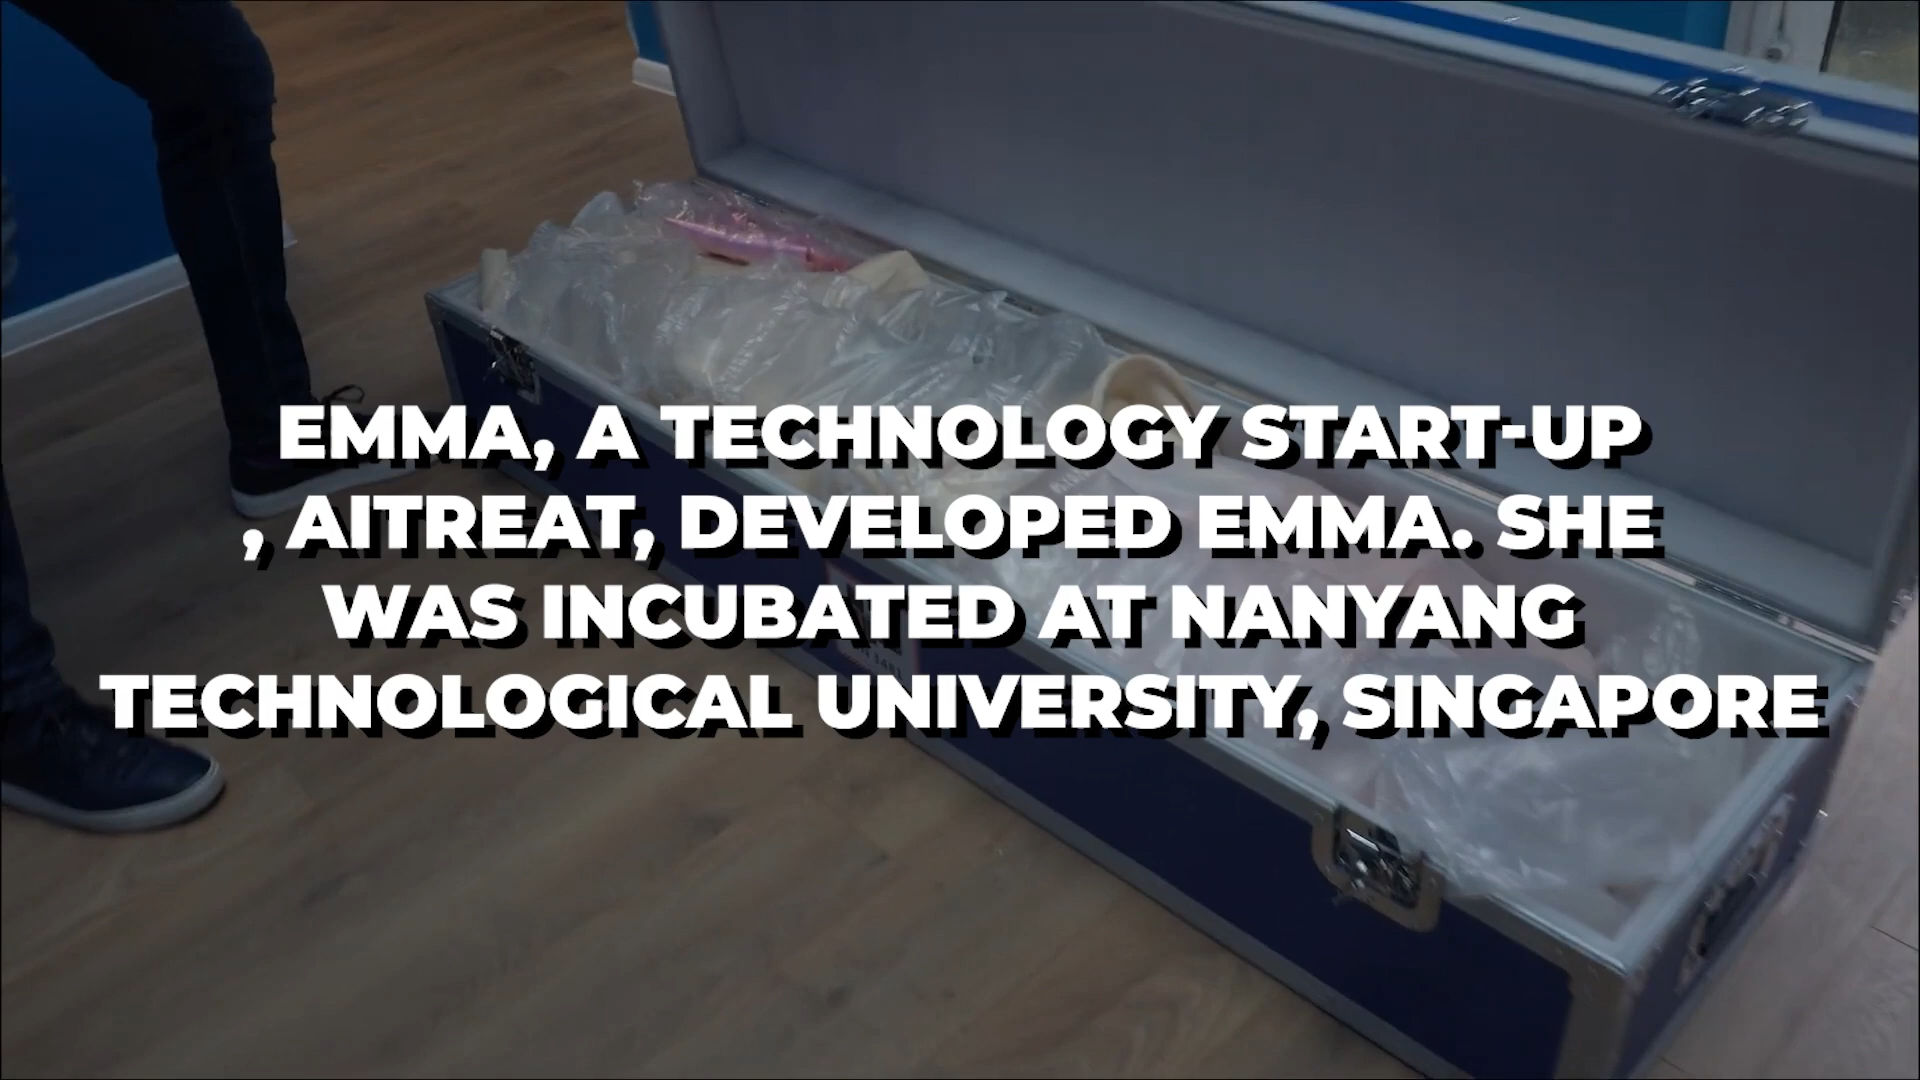 EMMA, A TECHNOLOGY START-UP
, AITREAT, DEVELOPED EMMA. SHE
WAS INCUBATED AT NANYANG
TECHNOLOGICAL UNIVERSITY, SINGAPORE